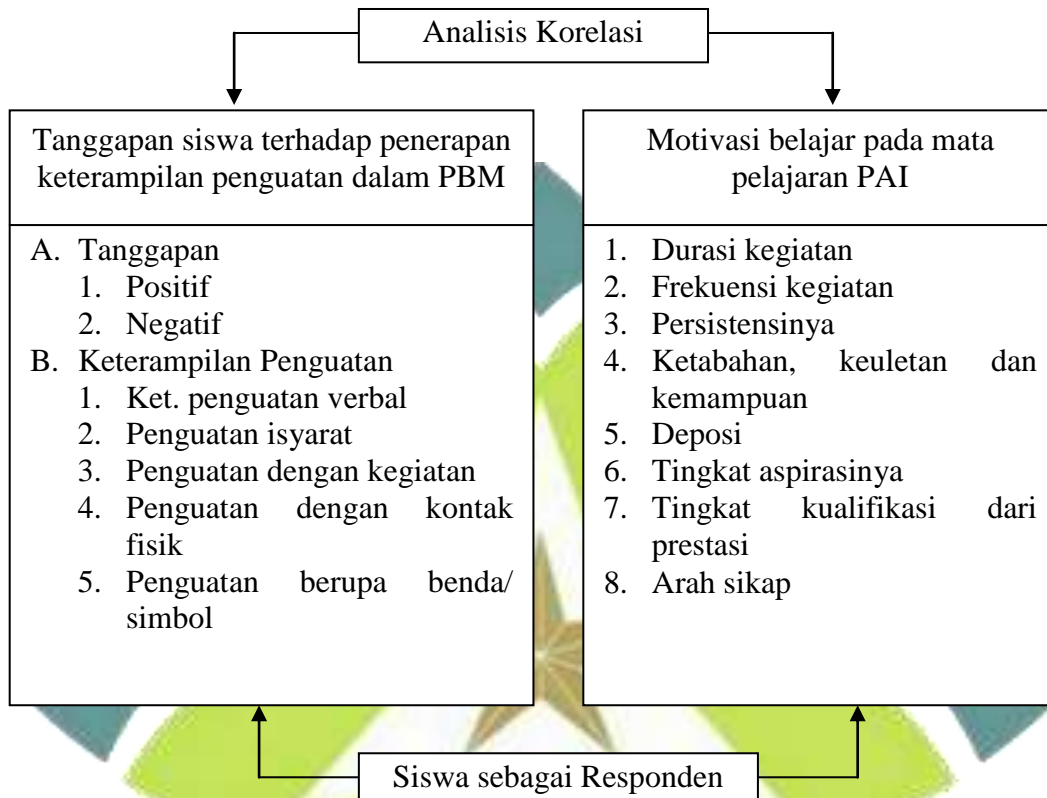 Analisis Korelasi
Tanggapan siswa terhadap penerapan
keterampilan penguatan dalam PBM
A. Tanggapan
1. Positif
2. Negatif
B. Keterampilan Penguatan
1. Ket. penguatan verbal
2. Penguatan isyarat
3. Penguatan dengan kegiatan
4. Penguatan dengan kontak
fisik
5. Penguatan berupa benda/
simbol
Motivasi belajar pada mata
pelajaran PAI
1. Durasi kegiatan
2. Frekuensi kegiatan
3. Persistensinya
4. Ketabahan, keuletan dan
kemampuan
5. Deposi
6. Tingkat aspirasinya
7. Tingkat kualifikasi dari
prestasi
8. Arah sikap
Siswa sebagai Responden